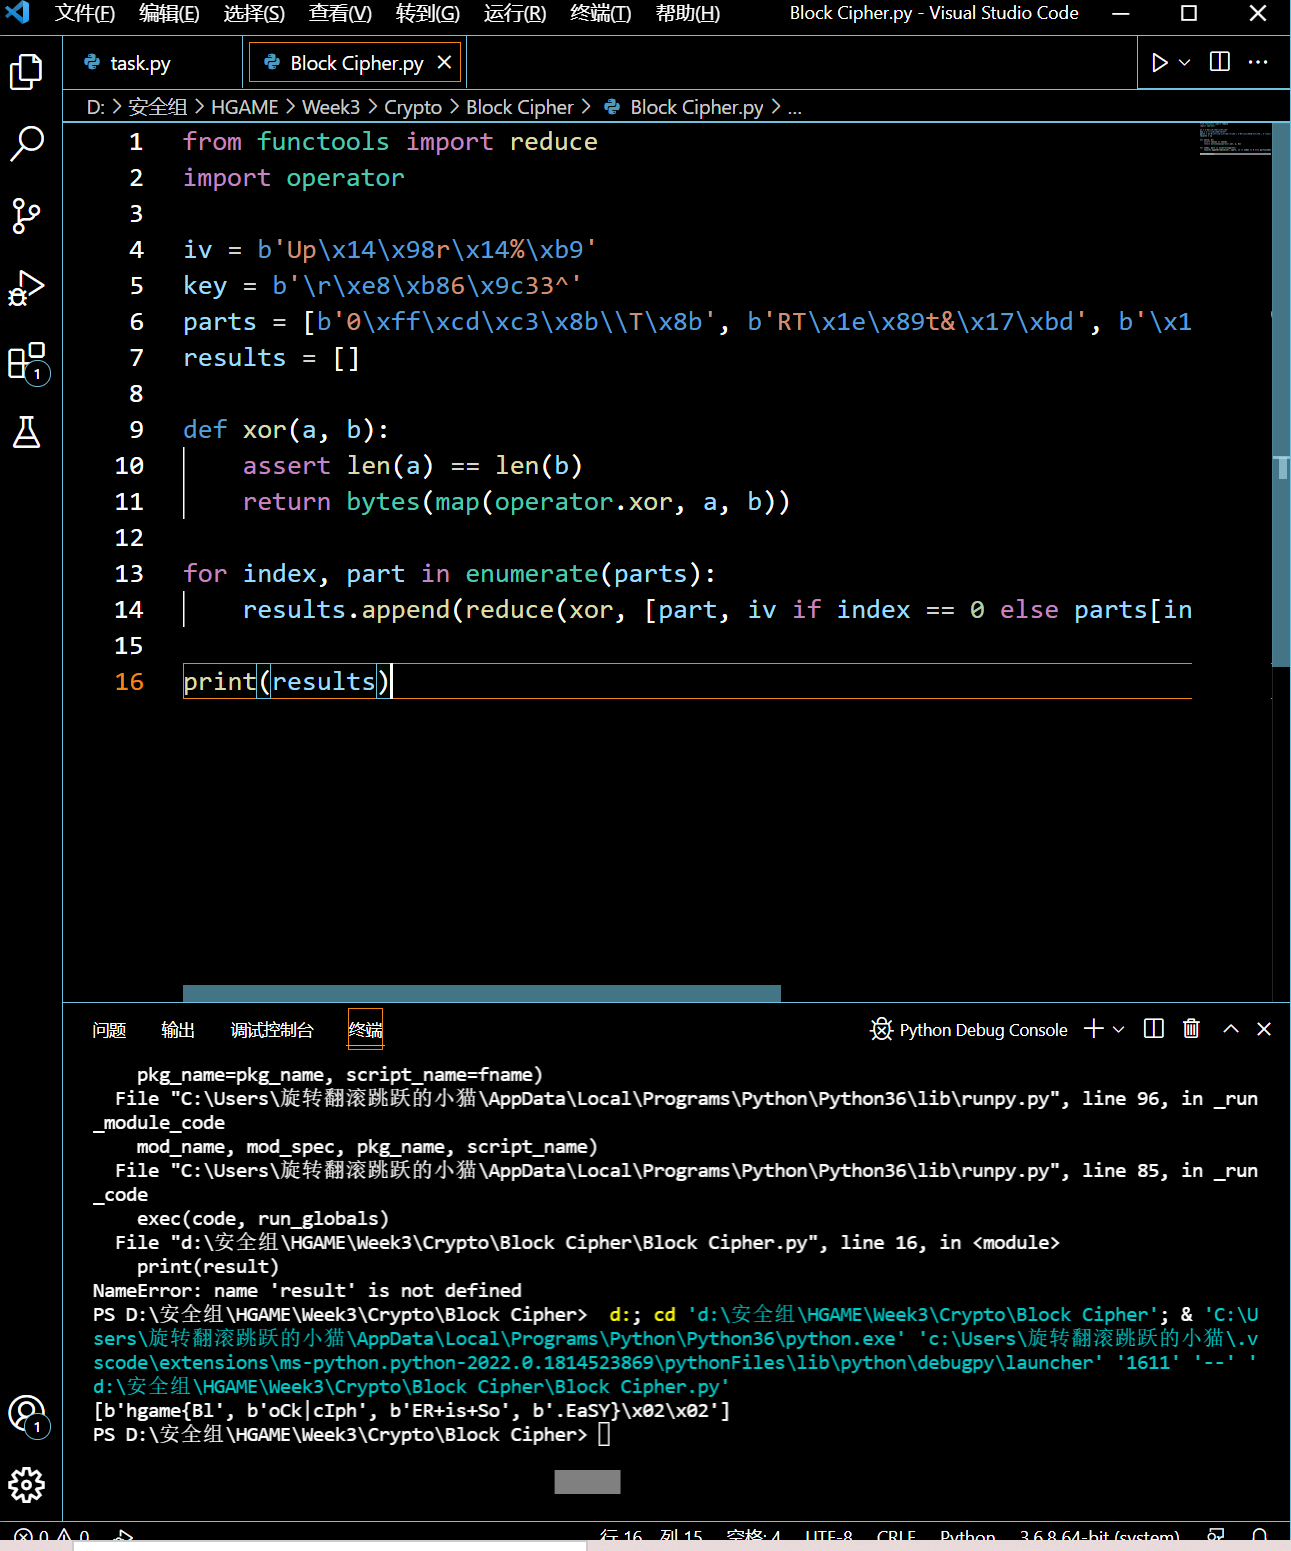 文件(F) 编辑(E) 选择(S) 查看(V) 转到(G) 运行(R) 终端(T) 帮助(H) Block Cipher.py - Visual Studio Code
task.py Block Cipher.py
D: > 安全组 > HGAME > Week3 > Crypto > Block Cipher > Block Cipher.py > ...
1 from functools import reduce
2 import operator
3
4 iv = b'Up\x14\x98r\x14%\xb9'
5 key = b'\r\xe8\xb86\x9c33^'
6 parts = [b'0\xff\xcd\xc3\x8b\\T\x8b', b'RT\x1e\x89t&\x17\xbd', b'\x1
7 results = []
8
9 def xor(a, b):
10 assert len(a) == len(b)
11 return bytes(map(operator.xor, a, b))
12
13 for index, part in enumerate(parts):
14 results.append(reduce(xor, [part, iv if index == 0 else parts[in
15
16 print(results)
1
问题 输出 调试控制台 终端 Python Debug Console
pkg_name=pkg_name, script_name=fname)
File "C:\Users\旋转翻滚跳跃的小猫\AppData\Local\Programs\Python\Python36\lib\runpy.py", line 96, in _run
_module_code
mod_name, mod_spec, pkg_name, script_name)
File "C:\Users\旋转翻滚跳跃的小猫\AppData\Local\Programs\Python\Python36\lib\runpy.py", line 85, in _run
_code
exec(code, run_globals)
File "d:\安全组\HGAME\Week3\Crypto\Block Cipher\Block Cipher.py", line 16, in <module>
print(result)
NameError: name 'result' is not defined
PS D:\安全组\HGAME\Week3\Crypto\Block Cipher> d:; cd 'd:\安全组\HGAME\Week3\Crypto\Block Cipher'; & 'C:\U
sers\旋转翻滚跳跃的小猫\AppData\Local\Programs\Python\Python36\python.exe' 'c:\Users\旋转翻滚跳跃的小猫\.v
scode\extensions\ms-python.python-2022.0.1814523869\pythonFiles\lib\python\debugpy\launcher' '1611' '--' '
d:\安全组\HGAME\Week3\Crypto\Block Cipher\Block Cipher.py'
[b'hgame{Bl', b'oCk|cIph', b'ER+is+So', b'.EaSY}\x02\x02']
PS D:\安全组\HGAME\Week3\Crypto\Block Cipher>
1
0 0 行 16, 列 15 空格: 4 UTF-8 CRLF Python 3.6.8 64-bit (system)